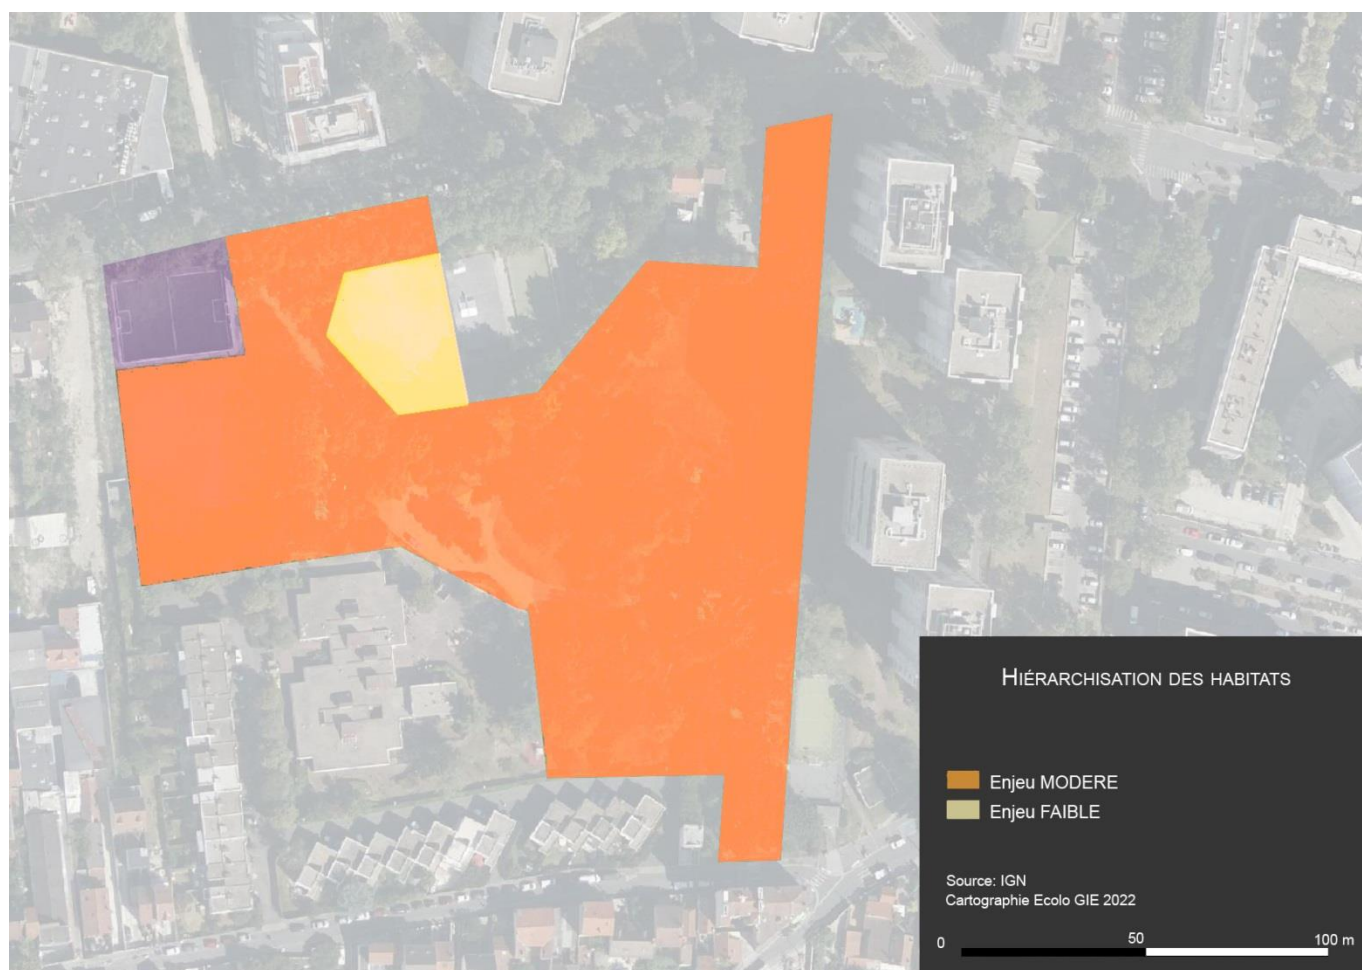 HIÉRARCHISATION DES HABITATS
Enjeu MODERE
Enjeu FAIBLE
Source: IGN
Cartographie Ecolo GIE 2022
0 50 100 m